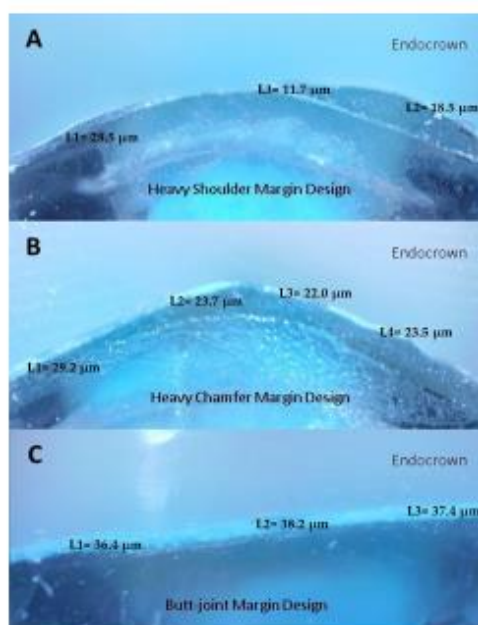 A
Endocrown
L3= 11.7 µm
L2= 18.5 µm
L1= 28.5 µm
Heavy Shoulder Margin Design
B
Endocrown
L2= 23.7 µm
L3= 22.0 µm
L4= 23.5 µm
L1= 29.2 µm
Heavy Chamfer Margin Design
C
Endocrown
L3= 37.4 µm
L2= 38.2 µm
L1= 36.4 µm
Butt-joint Margin Design